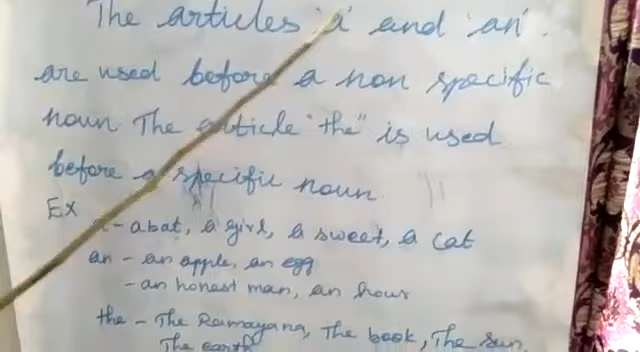 The articles 'a' and 'an'.
are used before a non specific
noun The article "the" is used
before a specific noun.
Ex
a - a bat, a girl, a sweet, a cat
an - an apple, an egg
- an honest man, an hour
the - The Ramayana, The book, The sun,
The earth